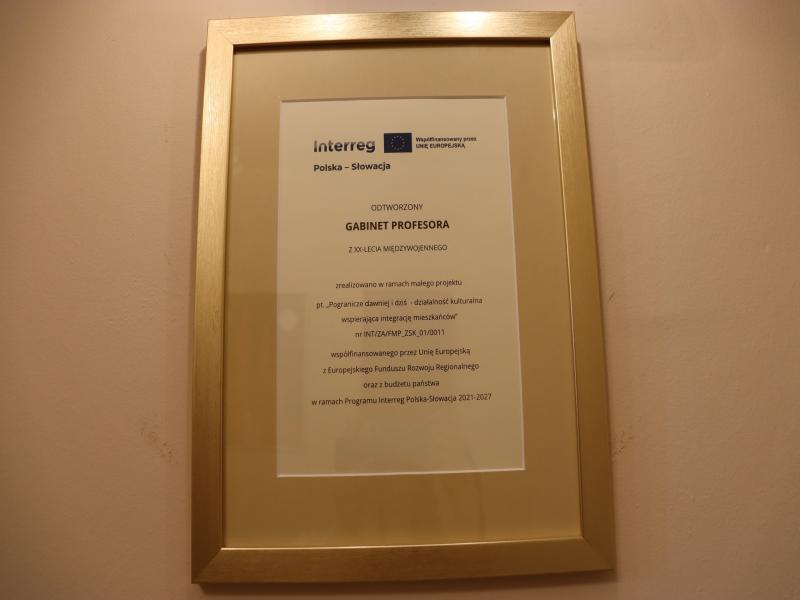 Interreg
Współfinansowany przez
UNIĘ EUROPEJSKĄ
Polska – Słowacja
ODTWORZONY
GABINET PROFESORA
Z XX-LECIA MIĘDZYWOJENNEGO
zrealizowano w ramach małego projektu
pt. „Pogranicze dawniej i dziś - działalność kulturalna
wspierająca integrację mieszkańców”
nr INT/ZA/FMP_ZSK_01/0011
współfinansowanego przez Unię Europejską
z Europejskiego Funduszu Rozwoju Regionalnego
oraz z budżetu państwa
w ramach Programu Interreg Polska-Słowacja 2021-2027